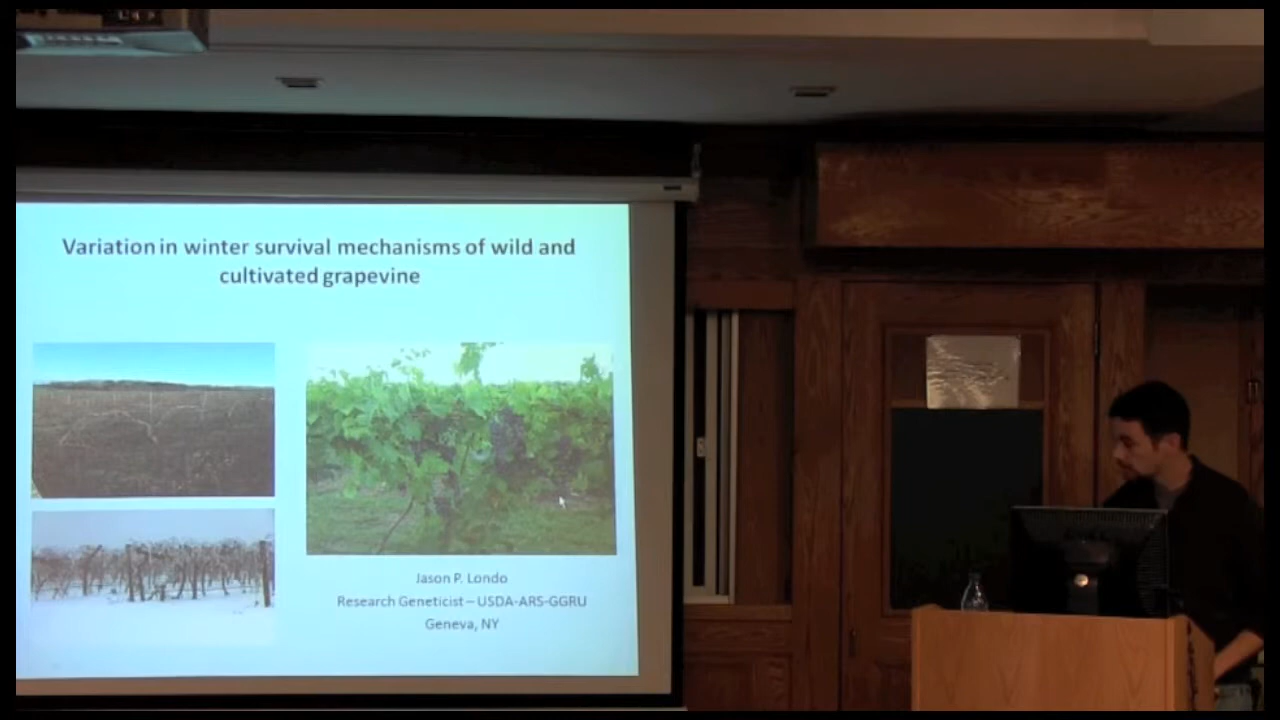 Variation in winter survival mechanisms of wild and
cultivated grapevine
Jason P. Londo
Research Geneticist – USDA-ARS-GGRU
Geneva, NY